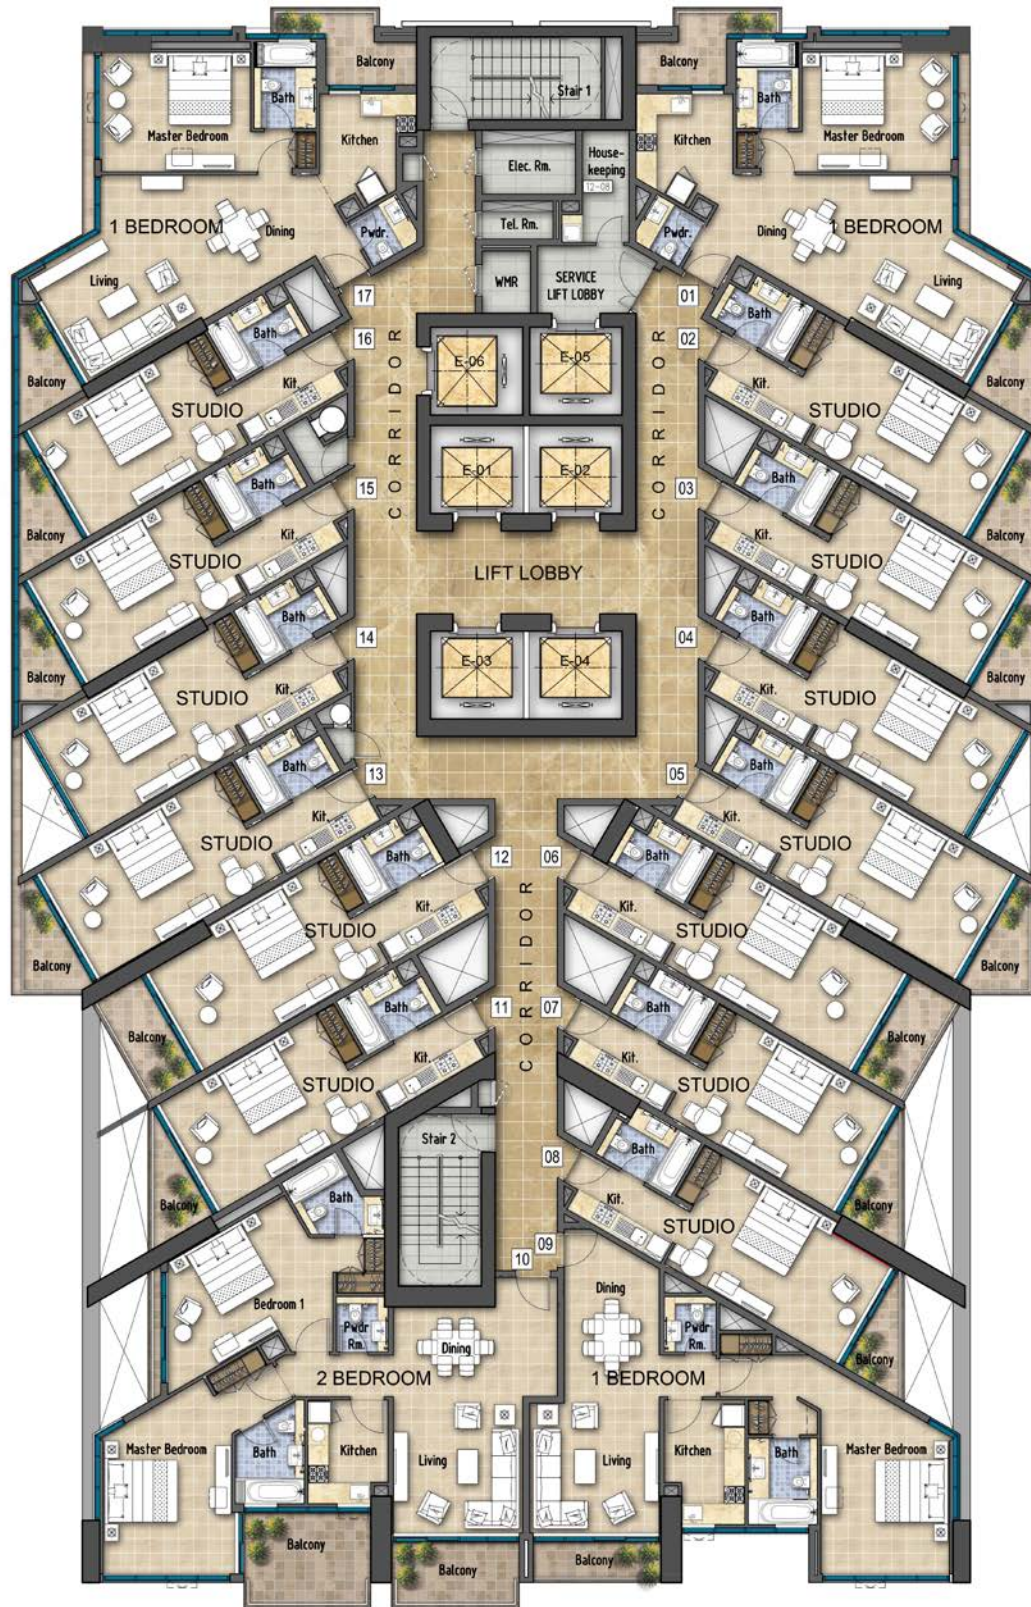 Balcony
Stair 1
Balcony
Bath
Bath
Master Bedroom
Kitchen
Kitchen
Master Bedroom
Elec. Rm.
House-
keeping
12-08
1 BEDROOM
Dining
Pwdr.
Tel. Rm.
Pwdr.
Dining
1 BEDROOM
Living
WMR
SERVICE
LIFT LOBBY
Living
17
01
16
02
Bath
Bath
CORRIDOR
CORRIDOR
E-06
E-05
Balcony
Balcony
STUDIO
Kit.
Kit.
STUDIO
E-01
E-02
Bath
Bath
15
03
Balcony
Balcony
STUDIO
Kit.
Kit.
STUDIO
LIFT LOBBY
Bath
Bath
14
04
Balcony
E-03
E-04
Balcony
STUDIO
Kit.
Kit.
STUDIO
Bath
Bath
13
05
STUDIO
Kit.
Kit.
STUDIO
Bath
12
06
Bath
Balcony
Balcony
STUDIO
Kit.
CORRIDOR
Kit.
STUDIO
Bath
11
07
Bath
Balcony
Balcony
STUDIO
Kit.
Kit.
STUDIO
Stair 2
Bath
08
Bath
Balcony
Balcony
Kit.
STUDIO
09
10
Bedroom 1
Pwdr
Rm.
Dining
Dining
Pwdr
Rm.
Balcony
2 BEDROOM
1 BEDROOM
Master Bedroom
Bath
Kitchen
Living
Living
Kitchen
Bath
Master Bedroom
Balcony
Balcony
Balcony